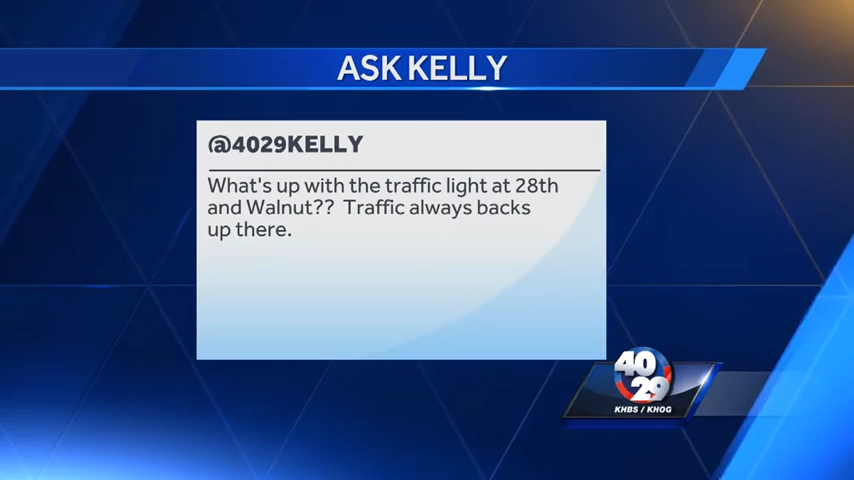 ASK KELLY
@4029KELLY
What's up with the traffic light at 28th
and Walnut?? Traffic always backs
up there.
40
29
KHBS / KHOG